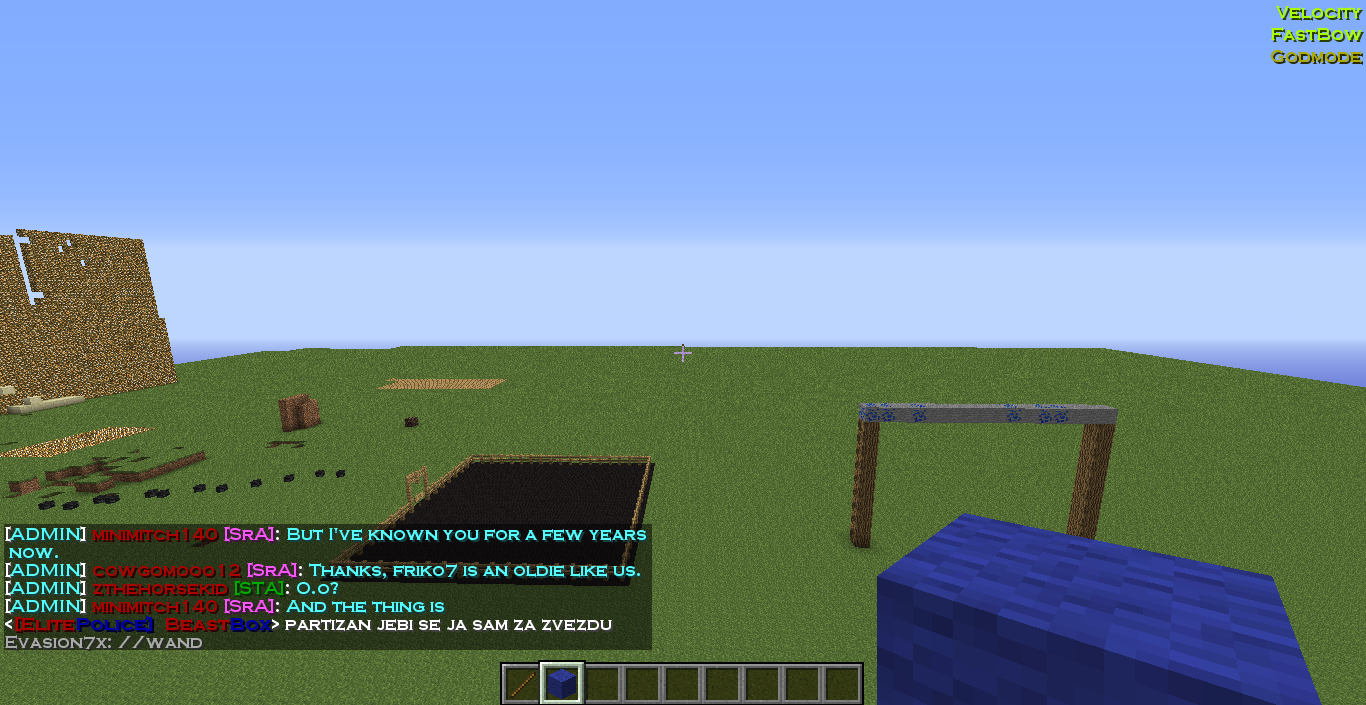 Velocity
FastBow
Godmode
[ADMIN] minimitch140 [SrA]: But I've known you for a few years
now.
[ADMIN] cowgomooo12 [SrA]: Thanks, friko7 is an oldie like us.
[ADMIN] zthehorsekid [STA]: O.o?
[ADMIN] minimitch140 [SrA]: And the thing is
<[ElitePolice] BeastBox> partizan jebi se ja sam za zvezdu
Evasion7x: //wand